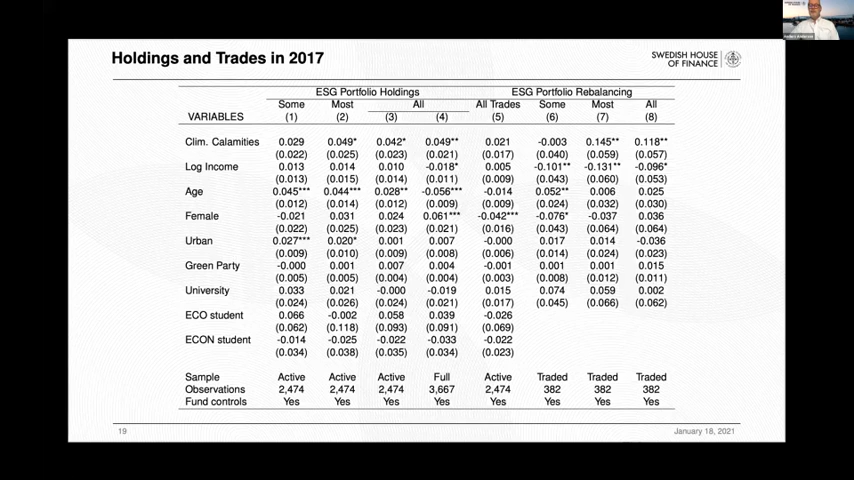 Holdings and Trades in 2017
SWEDISH HOUSE
OF FINANCE
ESG Portfolio Holdings ESG Portfolio Rebalancing
Some Most All All Trades Some Most All
VARIABLES (1) (2) (3) (4) (5) (6) (7) (8)
Clim. Calamities 0.029 0.049* 0.042* 0.049** 0.021 -0.003 0.145** 0.118**
(0.022) (0.025) (0.023) (0.021) (0.017) (0.040) (0.059) (0.057)
Log Income 0.013 0.014 0.010 -0.018* 0.005 -0.101** -0.131** -0.096*
(0.013) (0.015) (0.014) (0.011) (0.009) (0.043) (0.060) (0.053)
Age 0.045*** 0.044*** 0.028** -0.056*** -0.014 0.052** 0.006 0.025
(0.012) (0.014) (0.012) (0.009) (0.009) (0.024) (0.032) (0.030)
Female -0.021 0.031 0.024 0.061*** -0.042*** -0.076* -0.037 0.036
(0.022) (0.025) (0.023) (0.021) (0.016) (0.043) (0.064) (0.064)
Urban 0.027*** 0.020* 0.001 0.007 -0.000 0.017 0.014 -0.036
(0.009) (0.010) (0.009) (0.008) (0.006) (0.014) (0.024) (0.023)
Green Party -0.000 0.001 0.007 0.004 -0.001 0.001 0.001 0.015
(0.005) (0.005) (0.004) (0.004) (0.003) (0.008) (0.012) (0.011)
University 0.033 0.021 -0.000 -0.019 0.015 0.074 0.059 0.002
(0.024) (0.026) (0.024) (0.021) (0.017) (0.045) (0.066) (0.062)
ECO student 0.066 -0.002 0.058 0.039 -0.026
(0.062) (0.118) (0.093) (0.091) (0.069)
ECON student -0.014 -0.025 -0.022 -0.033 -0.022
(0.034) (0.038) (0.035) (0.034) (0.023)
Sample Active Active Active Full Active Traded Traded Traded
Observations 2,474 2,474 2,474 3,667 2,474 382 382 382
Fund controls Yes Yes Yes Yes Yes Yes Yes Yes
19 January 18, 2021